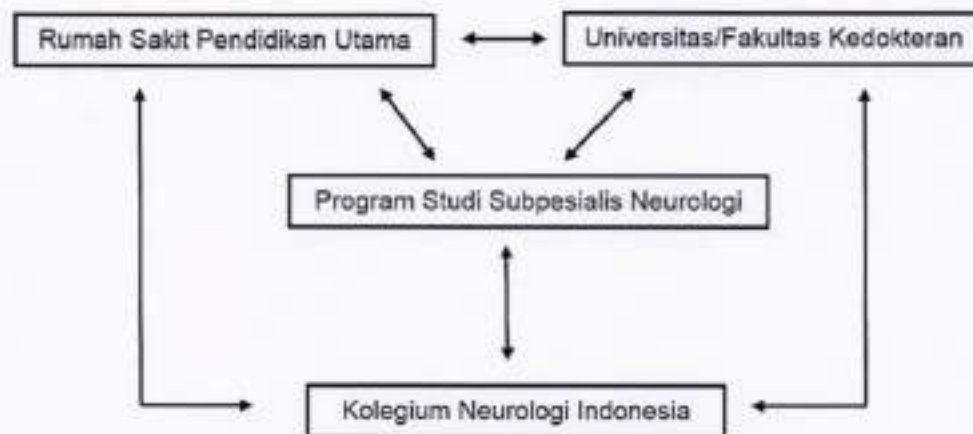 Rumah Sakit Pendidikan Utama
Universitas/Fakultas Kedokteran
Program Studi Subpesialis Neurologi
Kolegium Neurologi Indonesia